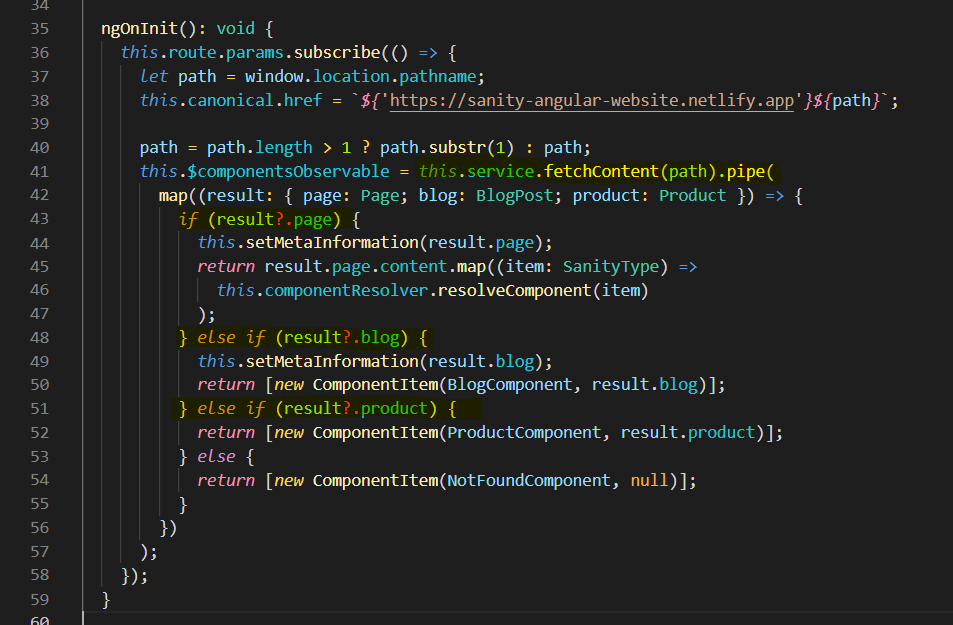 34
35 ngOnInit(): void {
36 this.route.params.subscribe(() => {
37 let path = window.location.pathname;
38 this.canonical.href = `${'https://sanity-angular-website.netlify.app'}${path}`;
39
40 path = path.length > 1 ? path.substr(1) : path;
41 this.$componentsObservable = this.service.fetchContent(path).pipe(
42 map((result: { page: Page; blog: BlogPost; product: Product }) => {
43 if (result?.page) {
44 this.setMetaInformation(result.page);
45 return result.page.content.map((item: SanityType) =>
46 this.componentResolver.resolveComponent(item)
47 );
48 } else if (result?.blog) {
49 this.setMetaInformation(result.blog);
50 return [new ComponentItem(BlogComponent, result.blog)];
51 } else if (result?.product) {
52 return [new ComponentItem(ProductComponent, result.product)];
53 } else {
54 return [new ComponentItem(NotFoundComponent, null)];
55 }
56 })
57 );
58 });
59 }
60